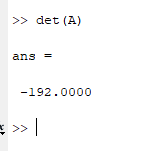 >> det(A)
ans =
-192.0000
>>